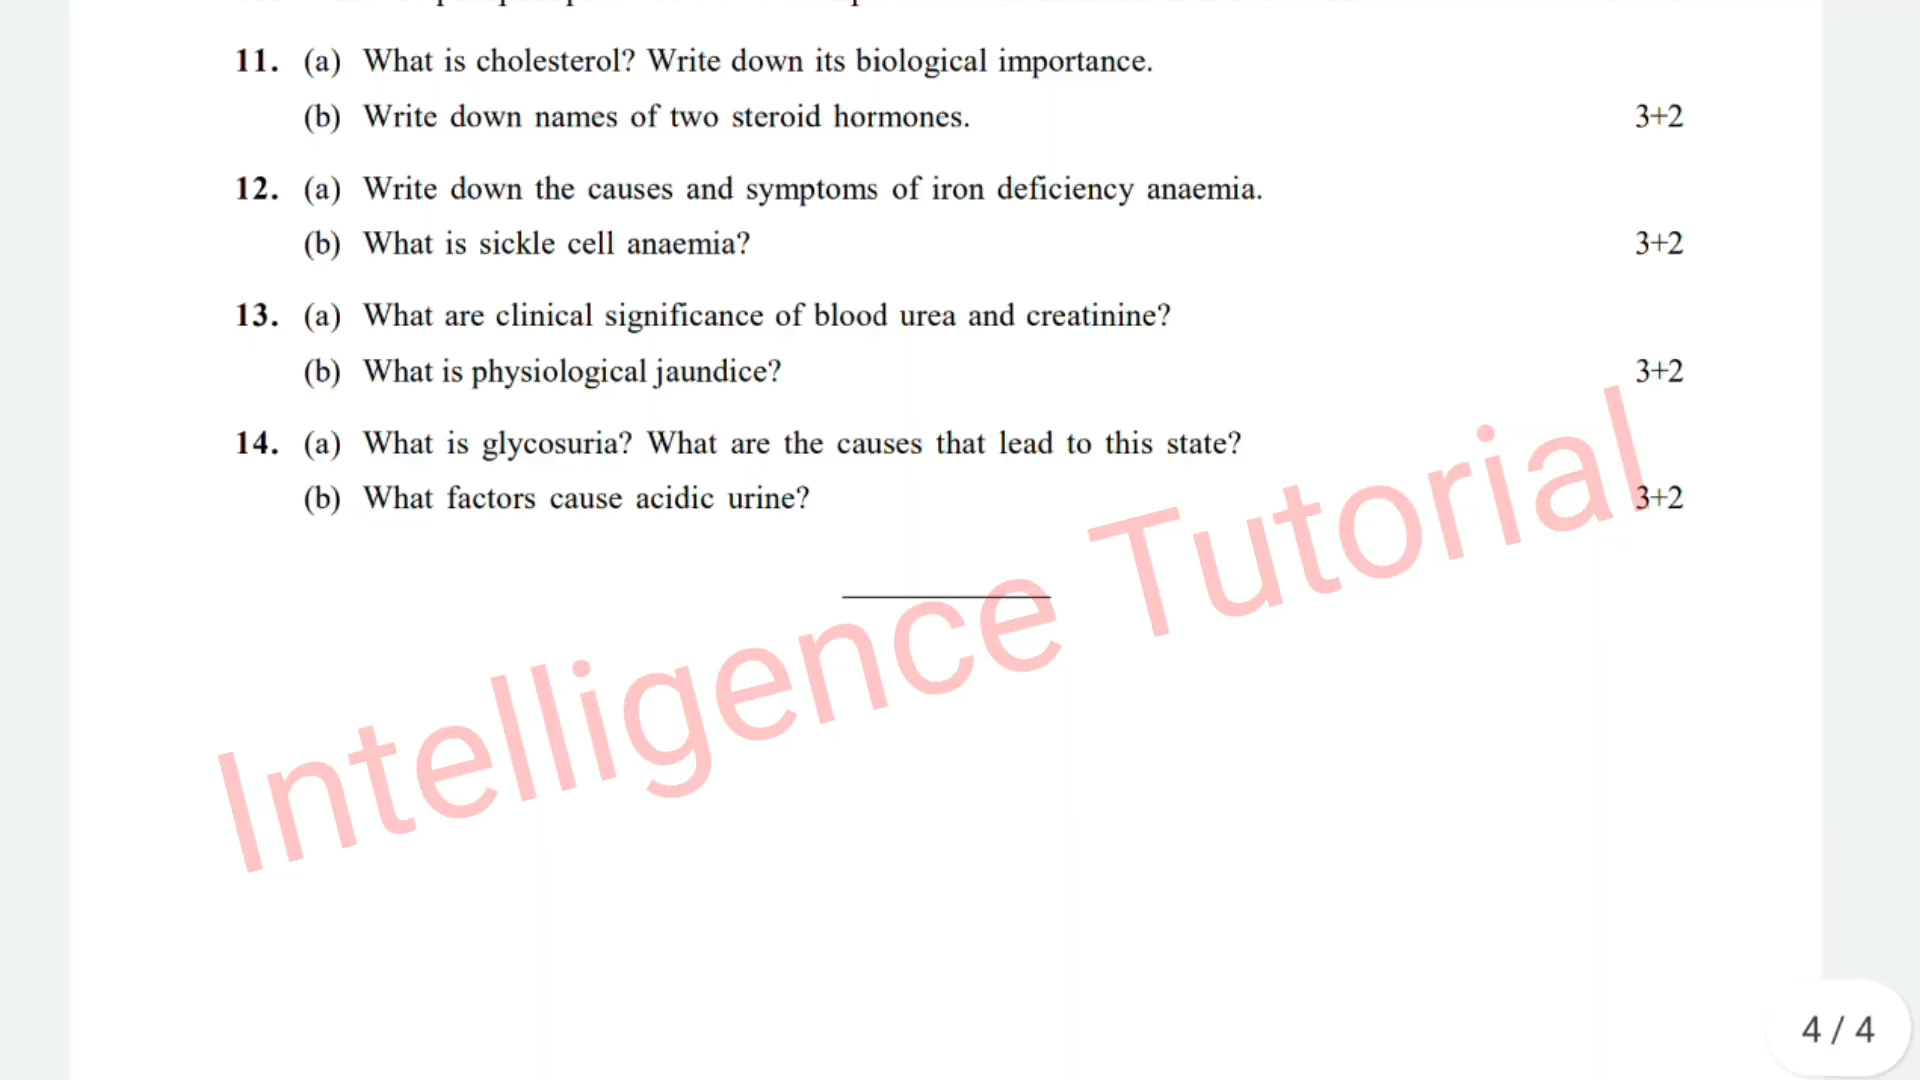 11. (a) What is cholesterol? Write down its biological importance.
(b) Write down names of two steroid hormones. 3+2
12. (a) Write down the causes and symptoms of iron deficiency anaemia.
(b) What is sickle cell anaemia? 3+2
13. (a) What are clinical significance of blood urea and creatinine?
(b) What is physiological jaundice? 3+2
14. (a) What is glycosuria? What are the causes that lead to this state?
(b) What factors cause acidic urine? 3+2
Intelligence Tutorial
4 / 4